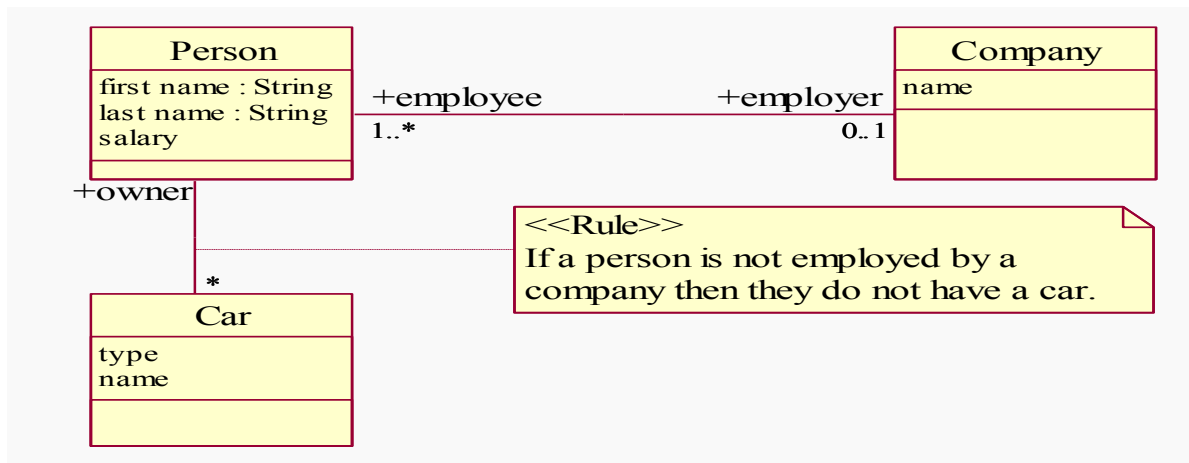 Person
first name : String
last name : String
salary
Company
name
+employee
+employer
1..*
0..1
+owner
*
<<Rule>>
If a person is not employed by a
company then they do not have a car.
Car
type
name